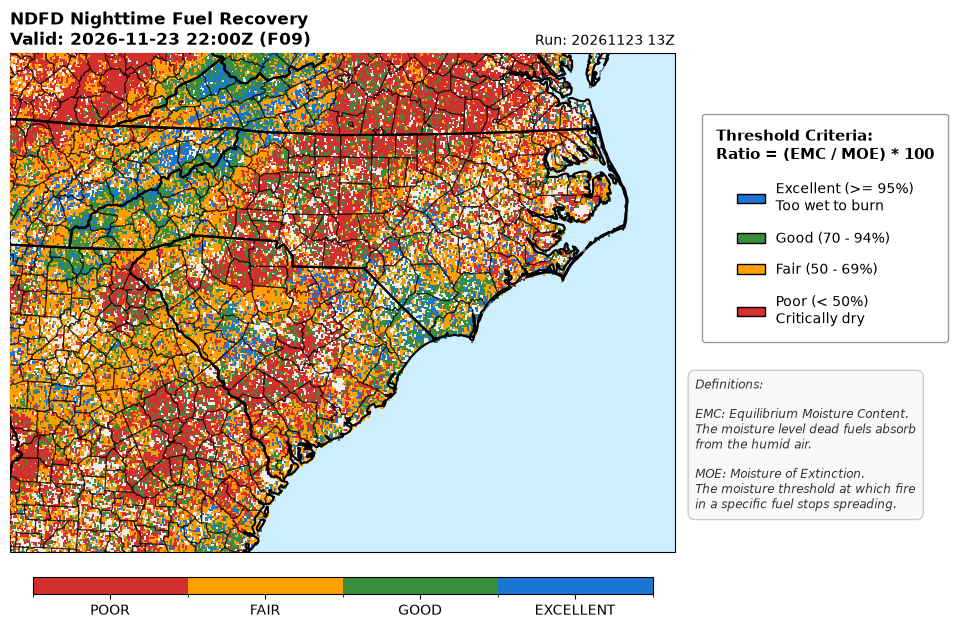 NDFD Nighttime Fuel Recovery
Valid: 2026-11-23 22:00Z (F09)
Run: 20261123 13Z
Threshold Criteria:
Ratio = (EMC / MOE) * 100
Excellent (>= 95%)
Too wet to burn
Good (70 - 94%)
Fair (50 - 69%)
Poor (< 50%)
Critically dry
Definitions:
EMC: Equilibrium Moisture Content.
The moisture level dead fuels absorb
from the humid air.
MOE: Moisture of Extinction.
The moisture threshold at which fire
in a specific fuel stops spreading.
POOR
FAIR
GOOD
EXCELLENT